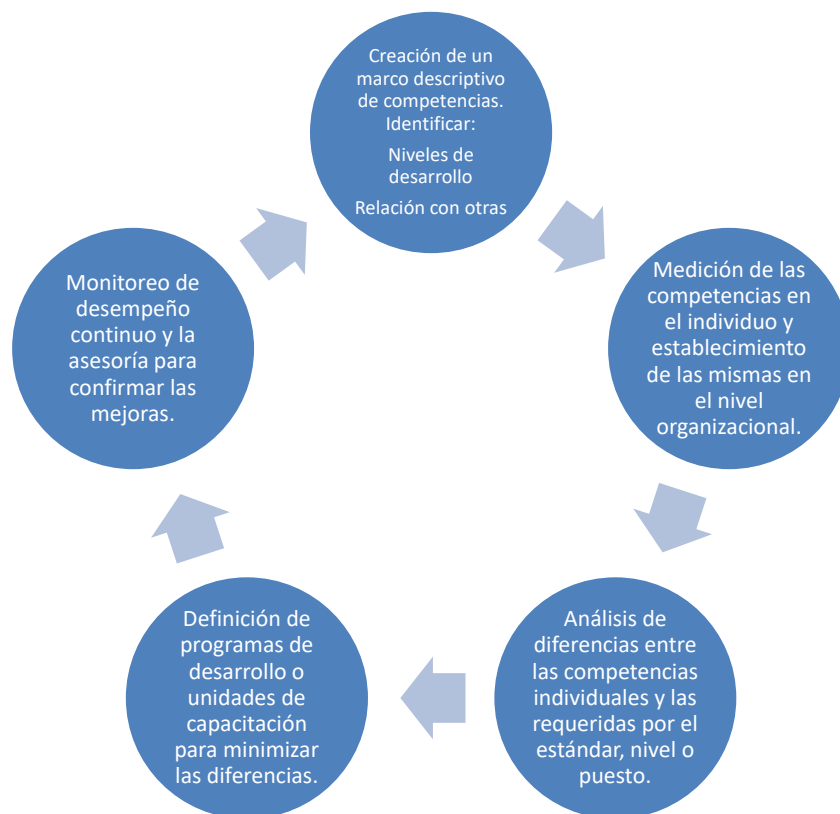 Creación de un
marco descriptivo
de competencias.
Identificar:
Niveles de
desarrollo
Relación con otras
Medición de las
competencias en
el individuo y
establecimiento
de las mismas en
el nivel
organizacional.
Análisis de
diferencias entre
las competencias
individuales y las
requeridas por el
estándar, nivel o
puesto.
Definición de
programas de
desarrollo o
unidades de
capacitación
para minimizar
las diferencias.
Monitoreo de
desempeño
continuo y la
asesoría para
confirmar las
mejoras.